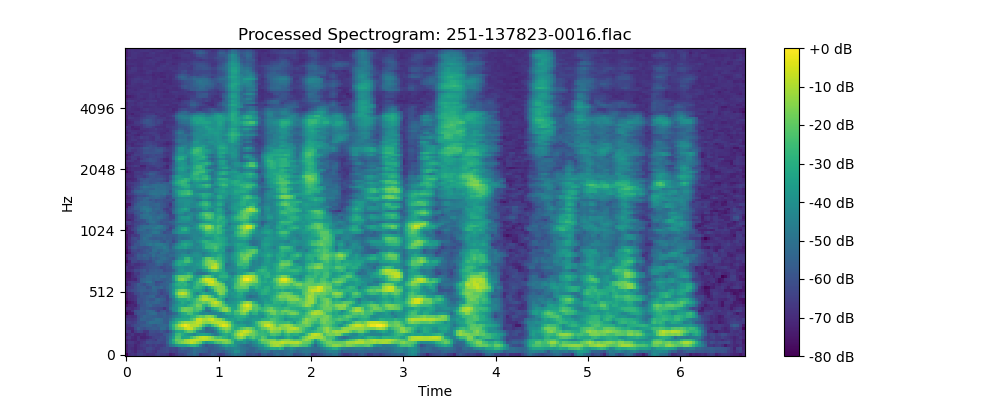 Processed Spectrogram: 251-137823-0016.flac
Hz
4096
2048
1024
512
0
0 1 2 3 4 5 6
Time
+0 dB
-10 dB
-20 dB
-30 dB
-40 dB
-50 dB
-60 dB
-70 dB
-80 dB